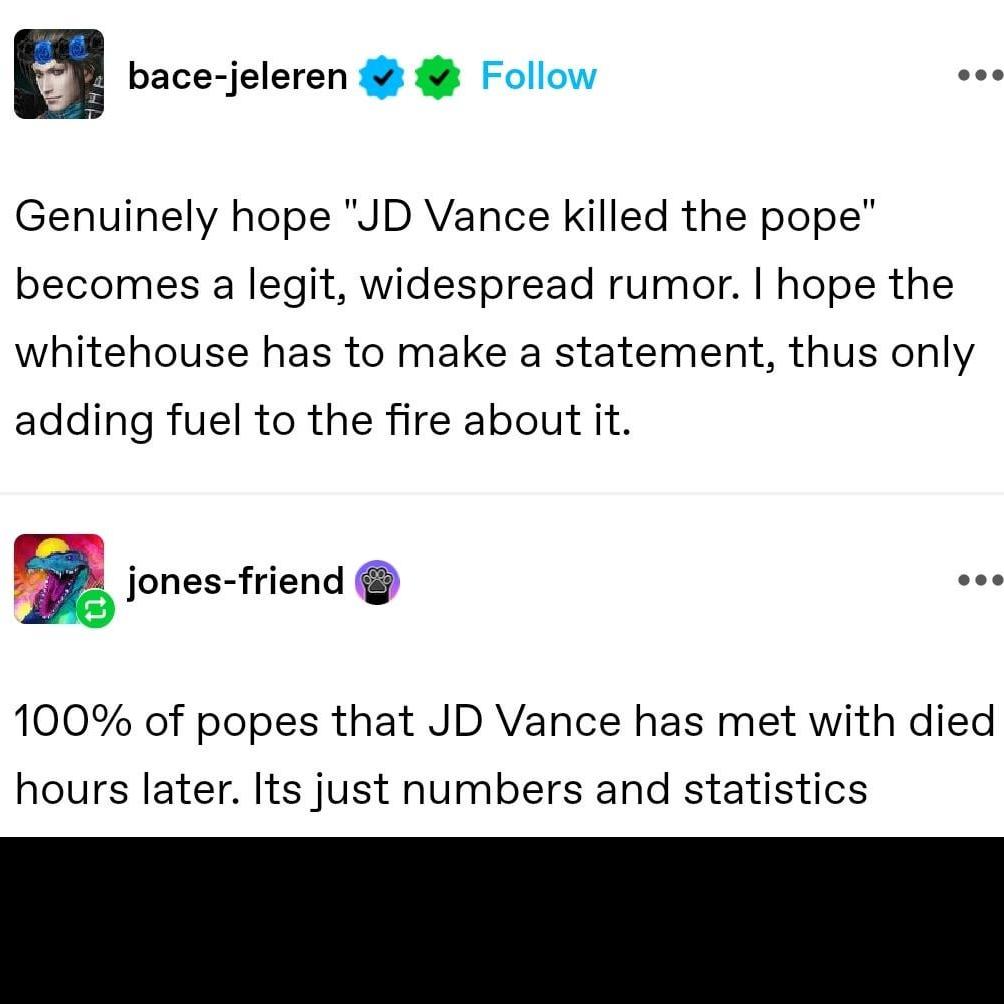 bace-jeleren Follow
Genuinely hope "JD Vance killed the pope"
becomes a legit, widespread rumor. I hope the
whitehouse has to make a statement, thus only
adding fuel to the fire about it.
jones-friend
100% of popes that JD Vance has met with died
hours later. Its just numbers and statistics